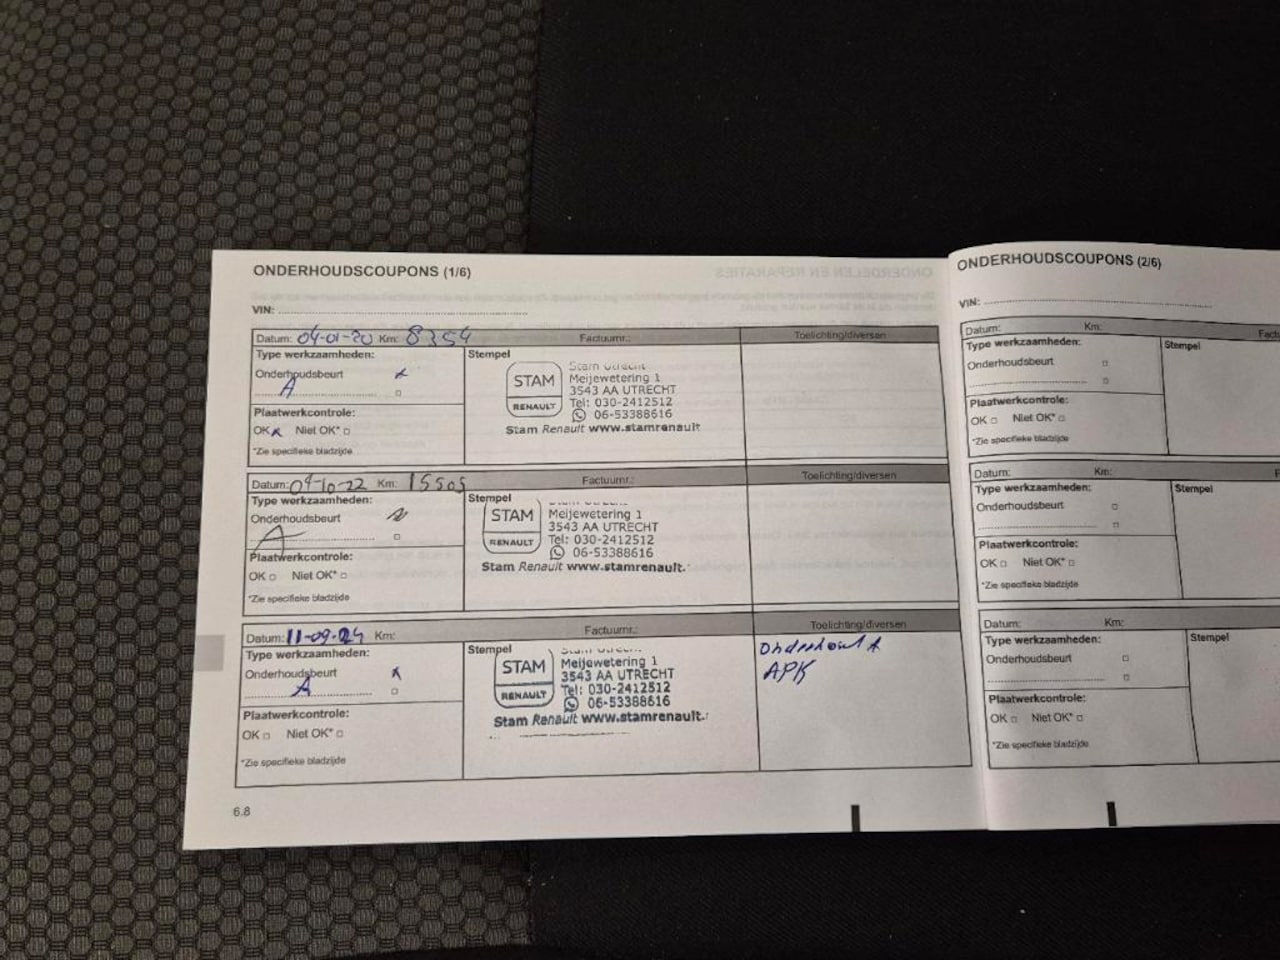 ONDERHOUDSCOUPONS (1/6)
VIN:
Datum: 04-01-20 Km: 8254 Factuurnr.: Toelichting/diversen
Type werkzaamheden: Stempel
Onderhoudsbeurt x
A
Plaatwerkcontrole:
OK x Niet OK* □
*Zie specifieke bladzijde
Stam Utrecht
STAM RENAULT
Meijewetering 1
3543 AA UTRECHT
Tel: 030-2412512
06-53388616
Stam Renault www.stamrenault
Datum: 04-10-22 Km: 15505 Factuurnr.: Toelichting/diversen
Type werkzaamheden: Stempel
Onderhoudsbeurt
A
Plaatwerkcontrole:
OK □ Niet OK* □
*Zie specifieke bladzijde
STAM RENAULT
Meijewetering 1
3543 AA UTRECHT
Tel: 030-2412512
06-53388616
Stam Renault www.stamrenault.
Datum: 11-09-24 Km: Factuurnr.: Toelichting/diversen
Type werkzaamheden: Stempel
Onderhoudsbeurt x
A
Plaatwerkcontrole:
OK □ Niet OK* □
*Zie specifieke bladzijde
STAM RENAULT
Meijewetering 1
3543 AA UTRECHT
Tel: 030-2412512
06-53388616
Stam Renault www.stamrenault.
Onderhoud A
APK
6.8
ONDERHOUDSCOUPONS (2/6)
VIN:
Datum: Km: Fact
Type werkzaamheden: Stempel
Onderhoudsbeurt □
□
Plaatwerkcontrole:
OK □ Niet OK* □
*Zie specifieke bladzijde
Datum: Km: F
Type werkzaamheden: Stempel
Onderhoudsbeurt □
□
Plaatwerkcontrole:
OK □ Niet OK* □
*Zie specifieke bladzijde
Datum: Km:
Type werkzaamheden: Stempel
Onderhoudsbeurt □
□
Plaatwerkcontrole:
OK □ Niet OK* □
*Zie specifieke bladzijde